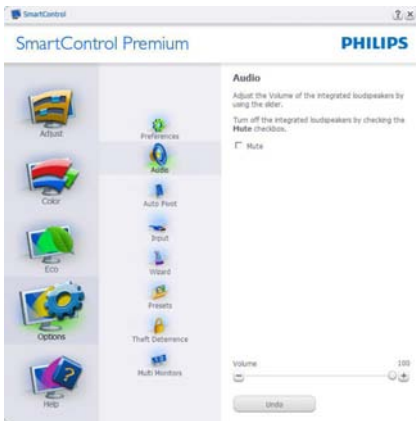 SmartControl
SmartControl Premium
PHILIPS
Adjust
Color
Eco
Options
Help
Preferences
Audio
Auto Pivot
Input
Wizard
Presets
Theft Deterrence
Multi Monitors
Audio
Adjust the Volume of the integrated loudspeakers by
using the slider.
Turn off the integrated loudspeakers by checking the
Mute checkbox.
Mute
Volume 100
Undo